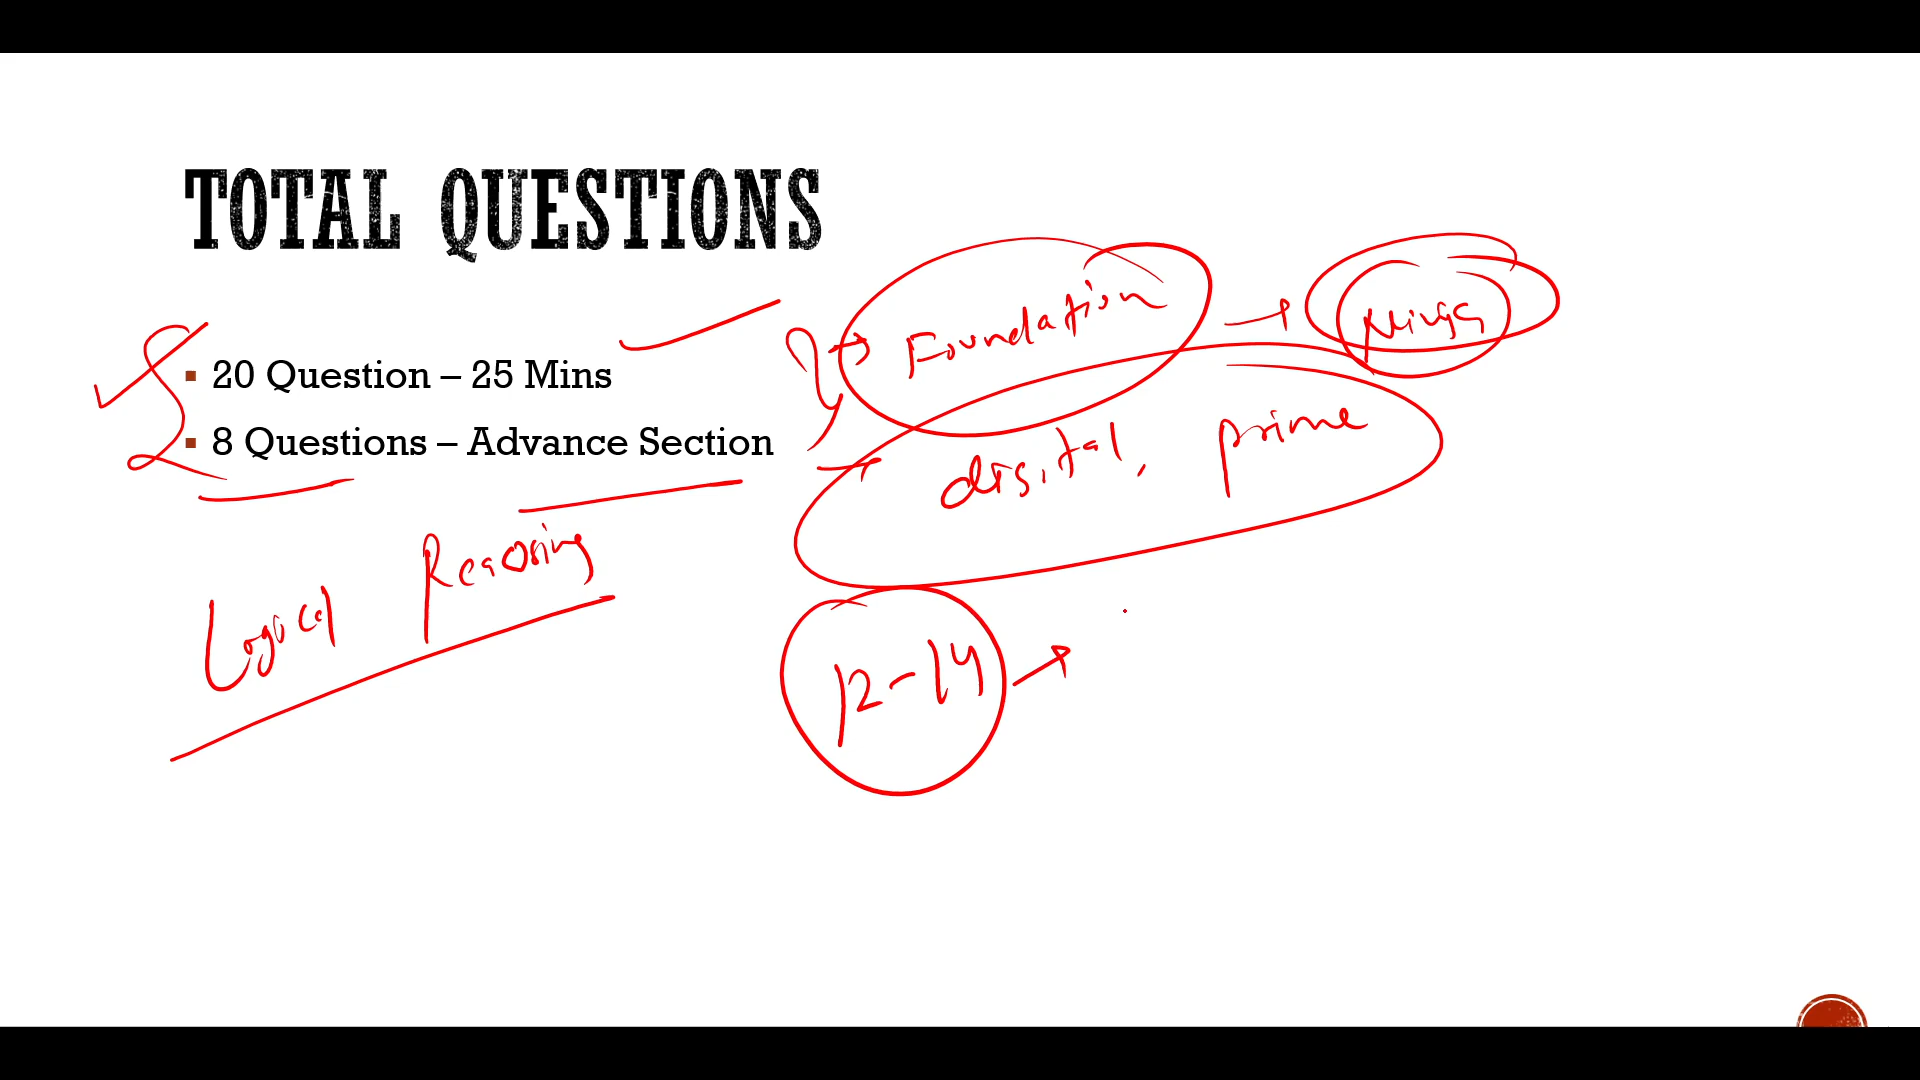 TOTAL QUESTIONS
20 Question – 25 Mins
8 Questions – Advance Section
Foundation
Ninja
digital, prime
Logical Reasoning
12-14